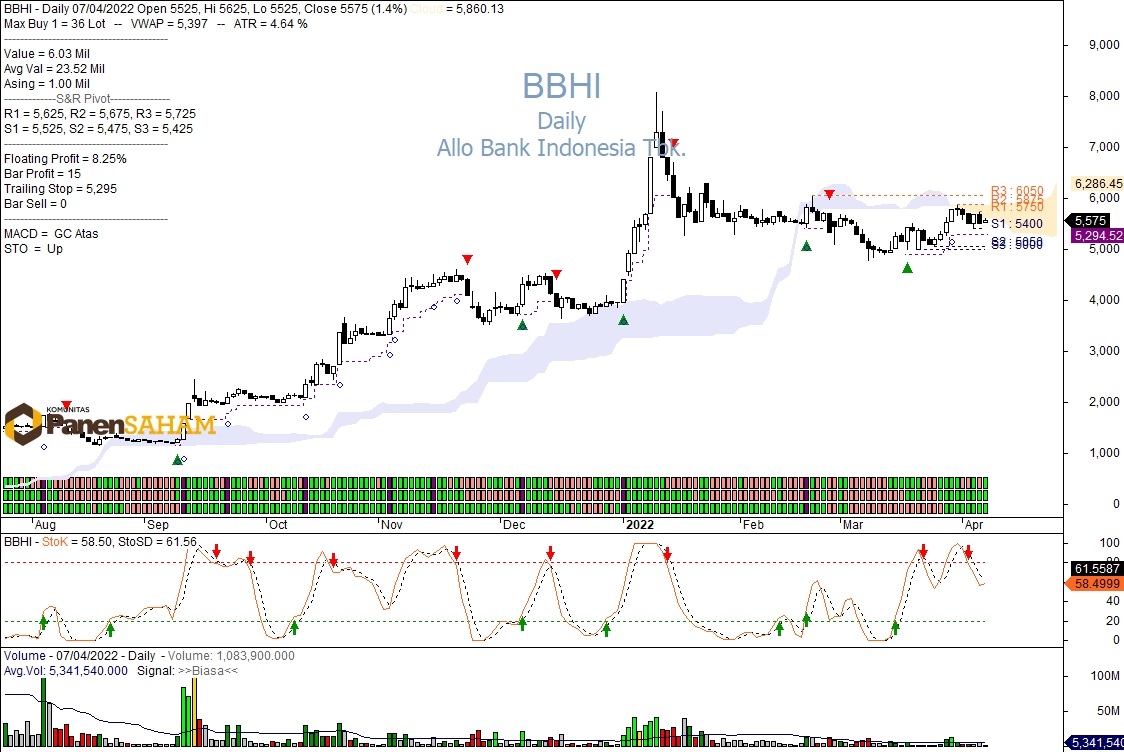 BBHI - Daily 07/04/2022 Open 5525, Hi 5625, Lo 5525, Close 5575 (1.4%) Cloud = 5,860.13
Max Buy 1 = 36 Lot -- VWAP = 5,397 -- ATR = 4.64 %
Value = 6.03 Mil
Avg Val = 23.52 Mil
Asing = 1.00 Mil
-------------S&R Pivot---------------
R1 = 5,625, R2 = 5,675, R3 = 5,725
S1 = 5,525, S2 = 5,475, S3 = 5,425
Floating Profit = 8.25%
Bar Profit = 15
Trailing Stop = 5,295
Bar Sell = 0
MACD = GC Atas
STO = Up
BBHI
Daily
Allo Bank Indonesia Tbk.
9,000
8,000
7,000
6,286.45
6,000
5,575
5,294.52
5,000
4,000
3,000
2,000
1,000
0
R3 : 6050
R2 : 5875
R1 : 5750
S1 : 5400
KOMUNITAS
PanenSAHAM
Aug Sep Oct Nov Dec 2022 Feb Mar Apr
BBHI - StoK = 58.50, StoSD = 61.56
100
61.5587
58.4999
40
20
0
Volume - 07/04/2022 - Daily - Volume: 1,083,900.000
Avg.Vol: 5,341,540.000 Signal: >>Biasa<<
100M
50M
5,341,540